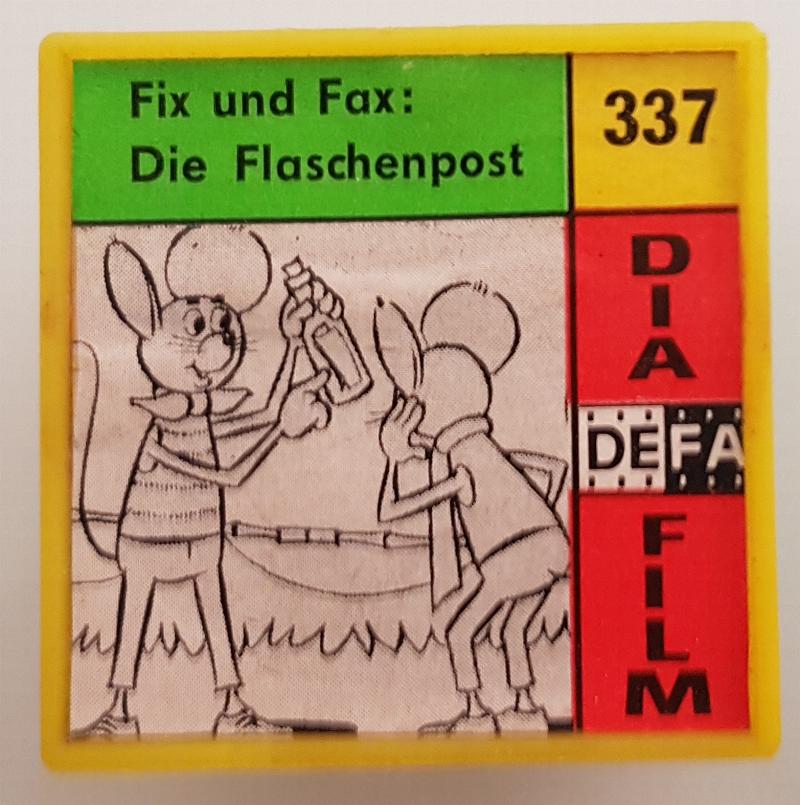 Fix und Fax:
Die Flaschenpost
337
DIA
DEFA
FILM